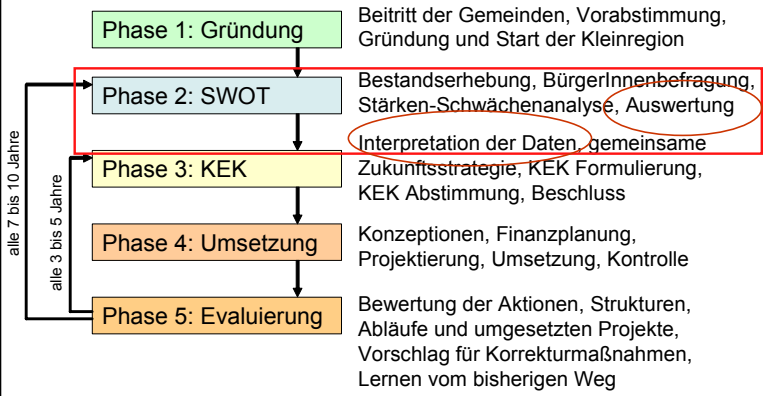 Phase 1: Gründung
Beitritt der Gemeinden, Vorabstimmung,
Gründung und Start der Kleinregion
Phase 2: SWOT
Bestandserhebung, BürgerInnenbefragung,
Stärken-Schwächenanalyse, Auswertung
Phase 3: KEK
Interpretation der Daten, gemeinsame
Zukunftsstrategie, KEK Formulierung,
KEK Abstimmung, Beschluss
Phase 4: Umsetzung
Konzeptionen, Finanzplanung,
Projektierung, Umsetzung, Kontrolle
Phase 5: Evaluierung
Bewertung der Aktionen, Strukturen,
Abläufe und umgesetzten Projekte,
Vorschlag für Korrekturmaßnahmen,
Lernen vom bisherigen Weg
alle 7 bis 10 Jahre
alle 3 bis 5 Jahre